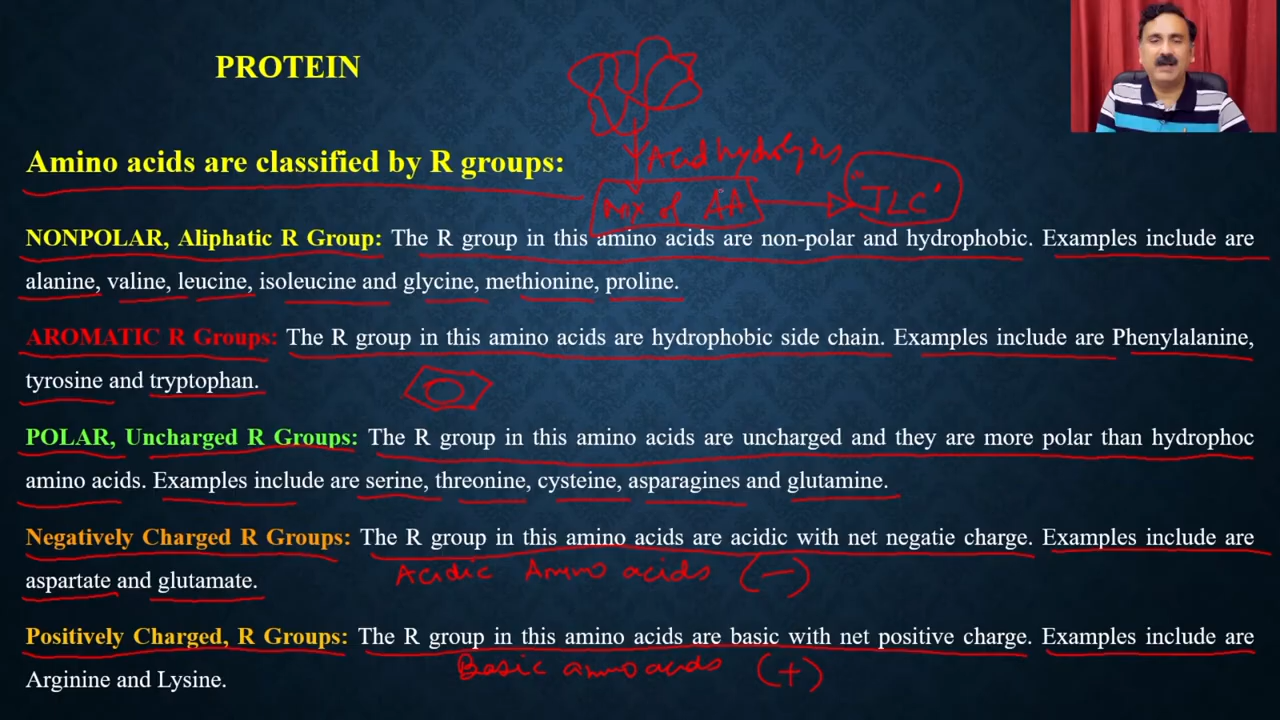 PROTEIN
Acid hydrolysis
Amino acids are classified by R groups:
Mix of AA
"TLC"
NONPOLAR, Aliphatic R Group: The R group in this amino acids are non-polar and hydrophobic. Examples include are
alanine, valine, leucine, isoleucine and glycine, methionine, proline.
AROMATIC R Groups: The R group in this amino acids are hydrophobic side chain. Examples include are Phenylalanine,
tyrosine and tryptophan.
POLAR, Uncharged R Groups: The R group in this amino acids are uncharged and they are more polar than hydrophoc
amino acids. Examples include are serine, threonine, cysteine, asparagines and glutamine.
Negatively Charged R Groups: The R group in this amino acids are acidic with net negatie charge. Examples include are
aspartate and glutamate.
Acidic Amino acids (-)
Positively Charged, R Groups: The R group in this amino acids are basic with net positive charge. Examples include are
Basic amino acids (+)
Arginine and Lysine.